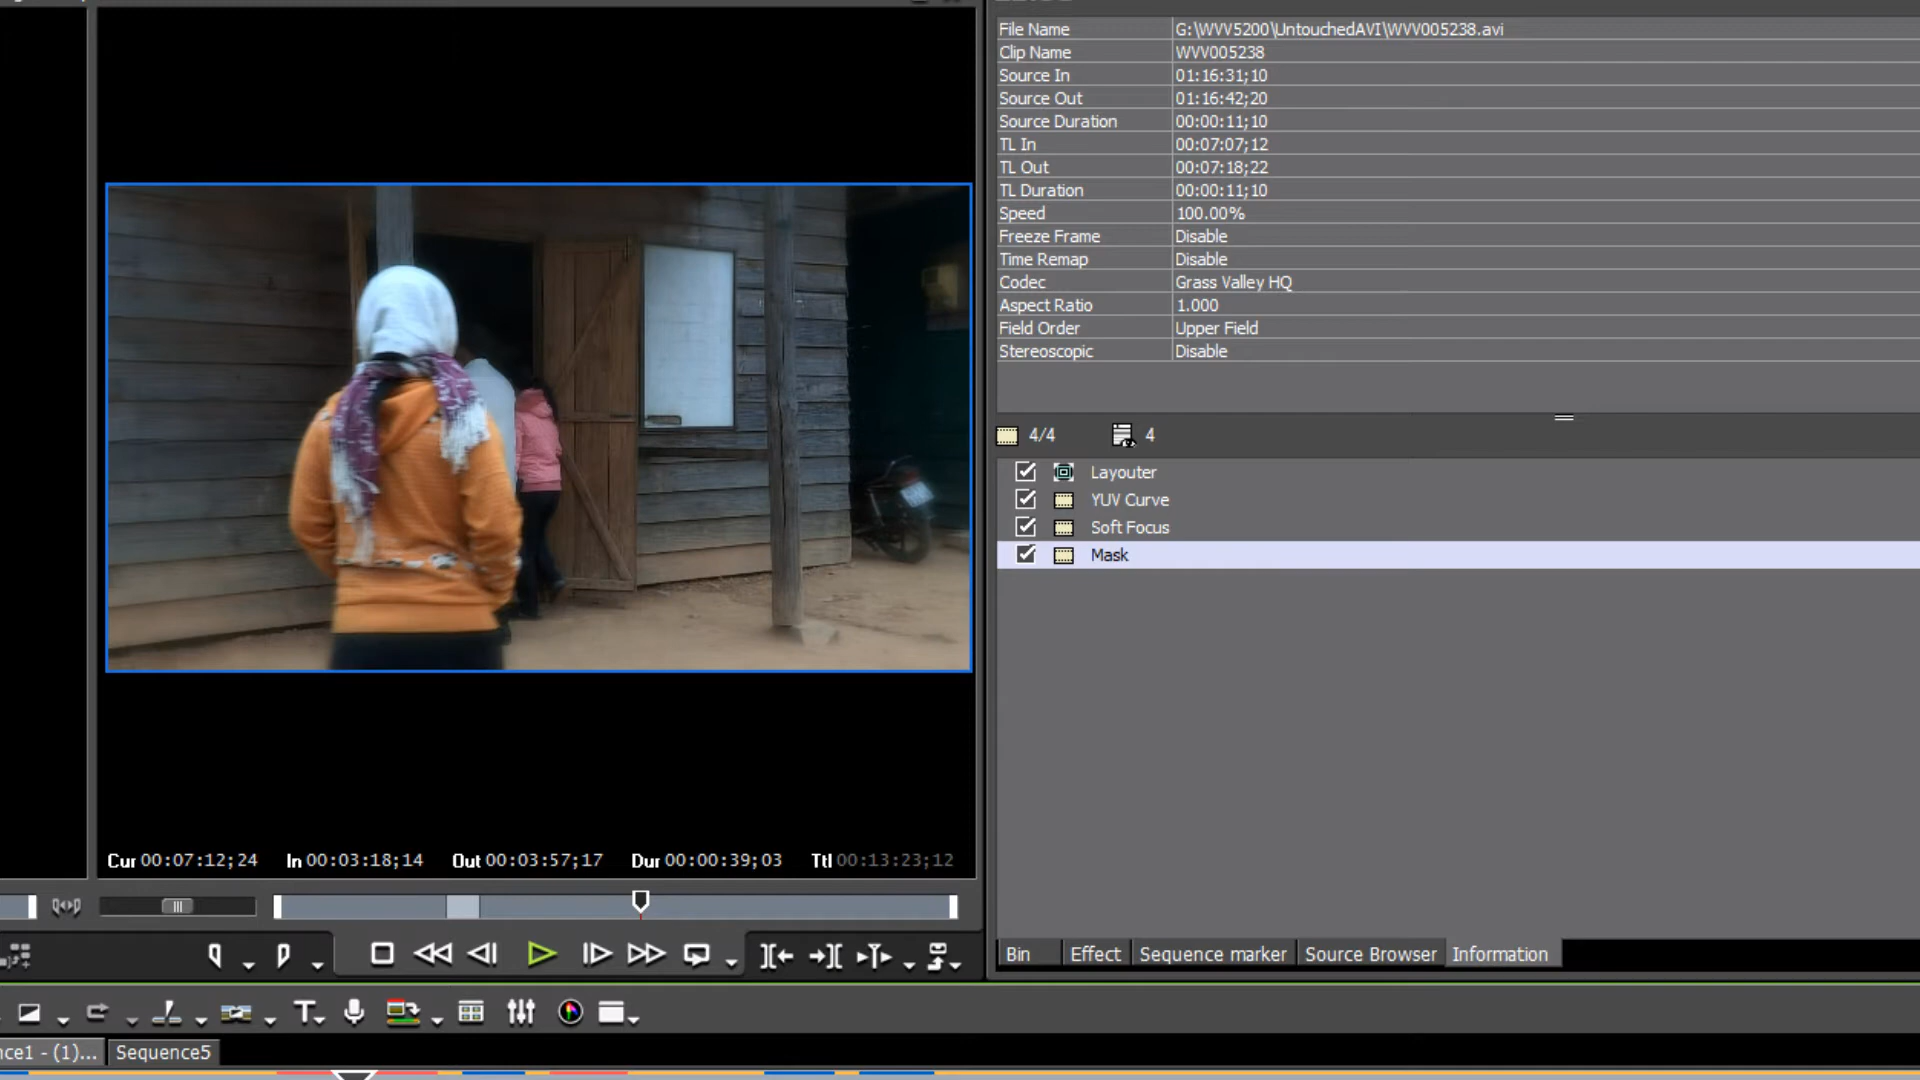 File Name G:\WVV5200\UntouchedAVI\WVV005238.avi
Clip Name WVV005238
Source In 01:16:31;10
Source Out 01:16:42;20
Source Duration 00:00:11;10
TL In 00:07:07;12
TL Out 00:07:18;22
TL Duration 00:00:11;10
Speed 100.00%
Freeze Frame Disable
Time Remap Disable
Codec Grass Valley HQ
Aspect Ratio 1.000
Field Order Upper Field
Stereoscopic Disable
4/4 4
Layouter
YUV Curve
Soft Focus
Mask
Cur 00:07:12;24 In 00:03:18;14 Out 00:03:57;17 Dur 00:00:39;03 Ttl 00:13:23;12
Bin Effect Sequence marker Source Browser Information
nce1 - (1)... Sequence5